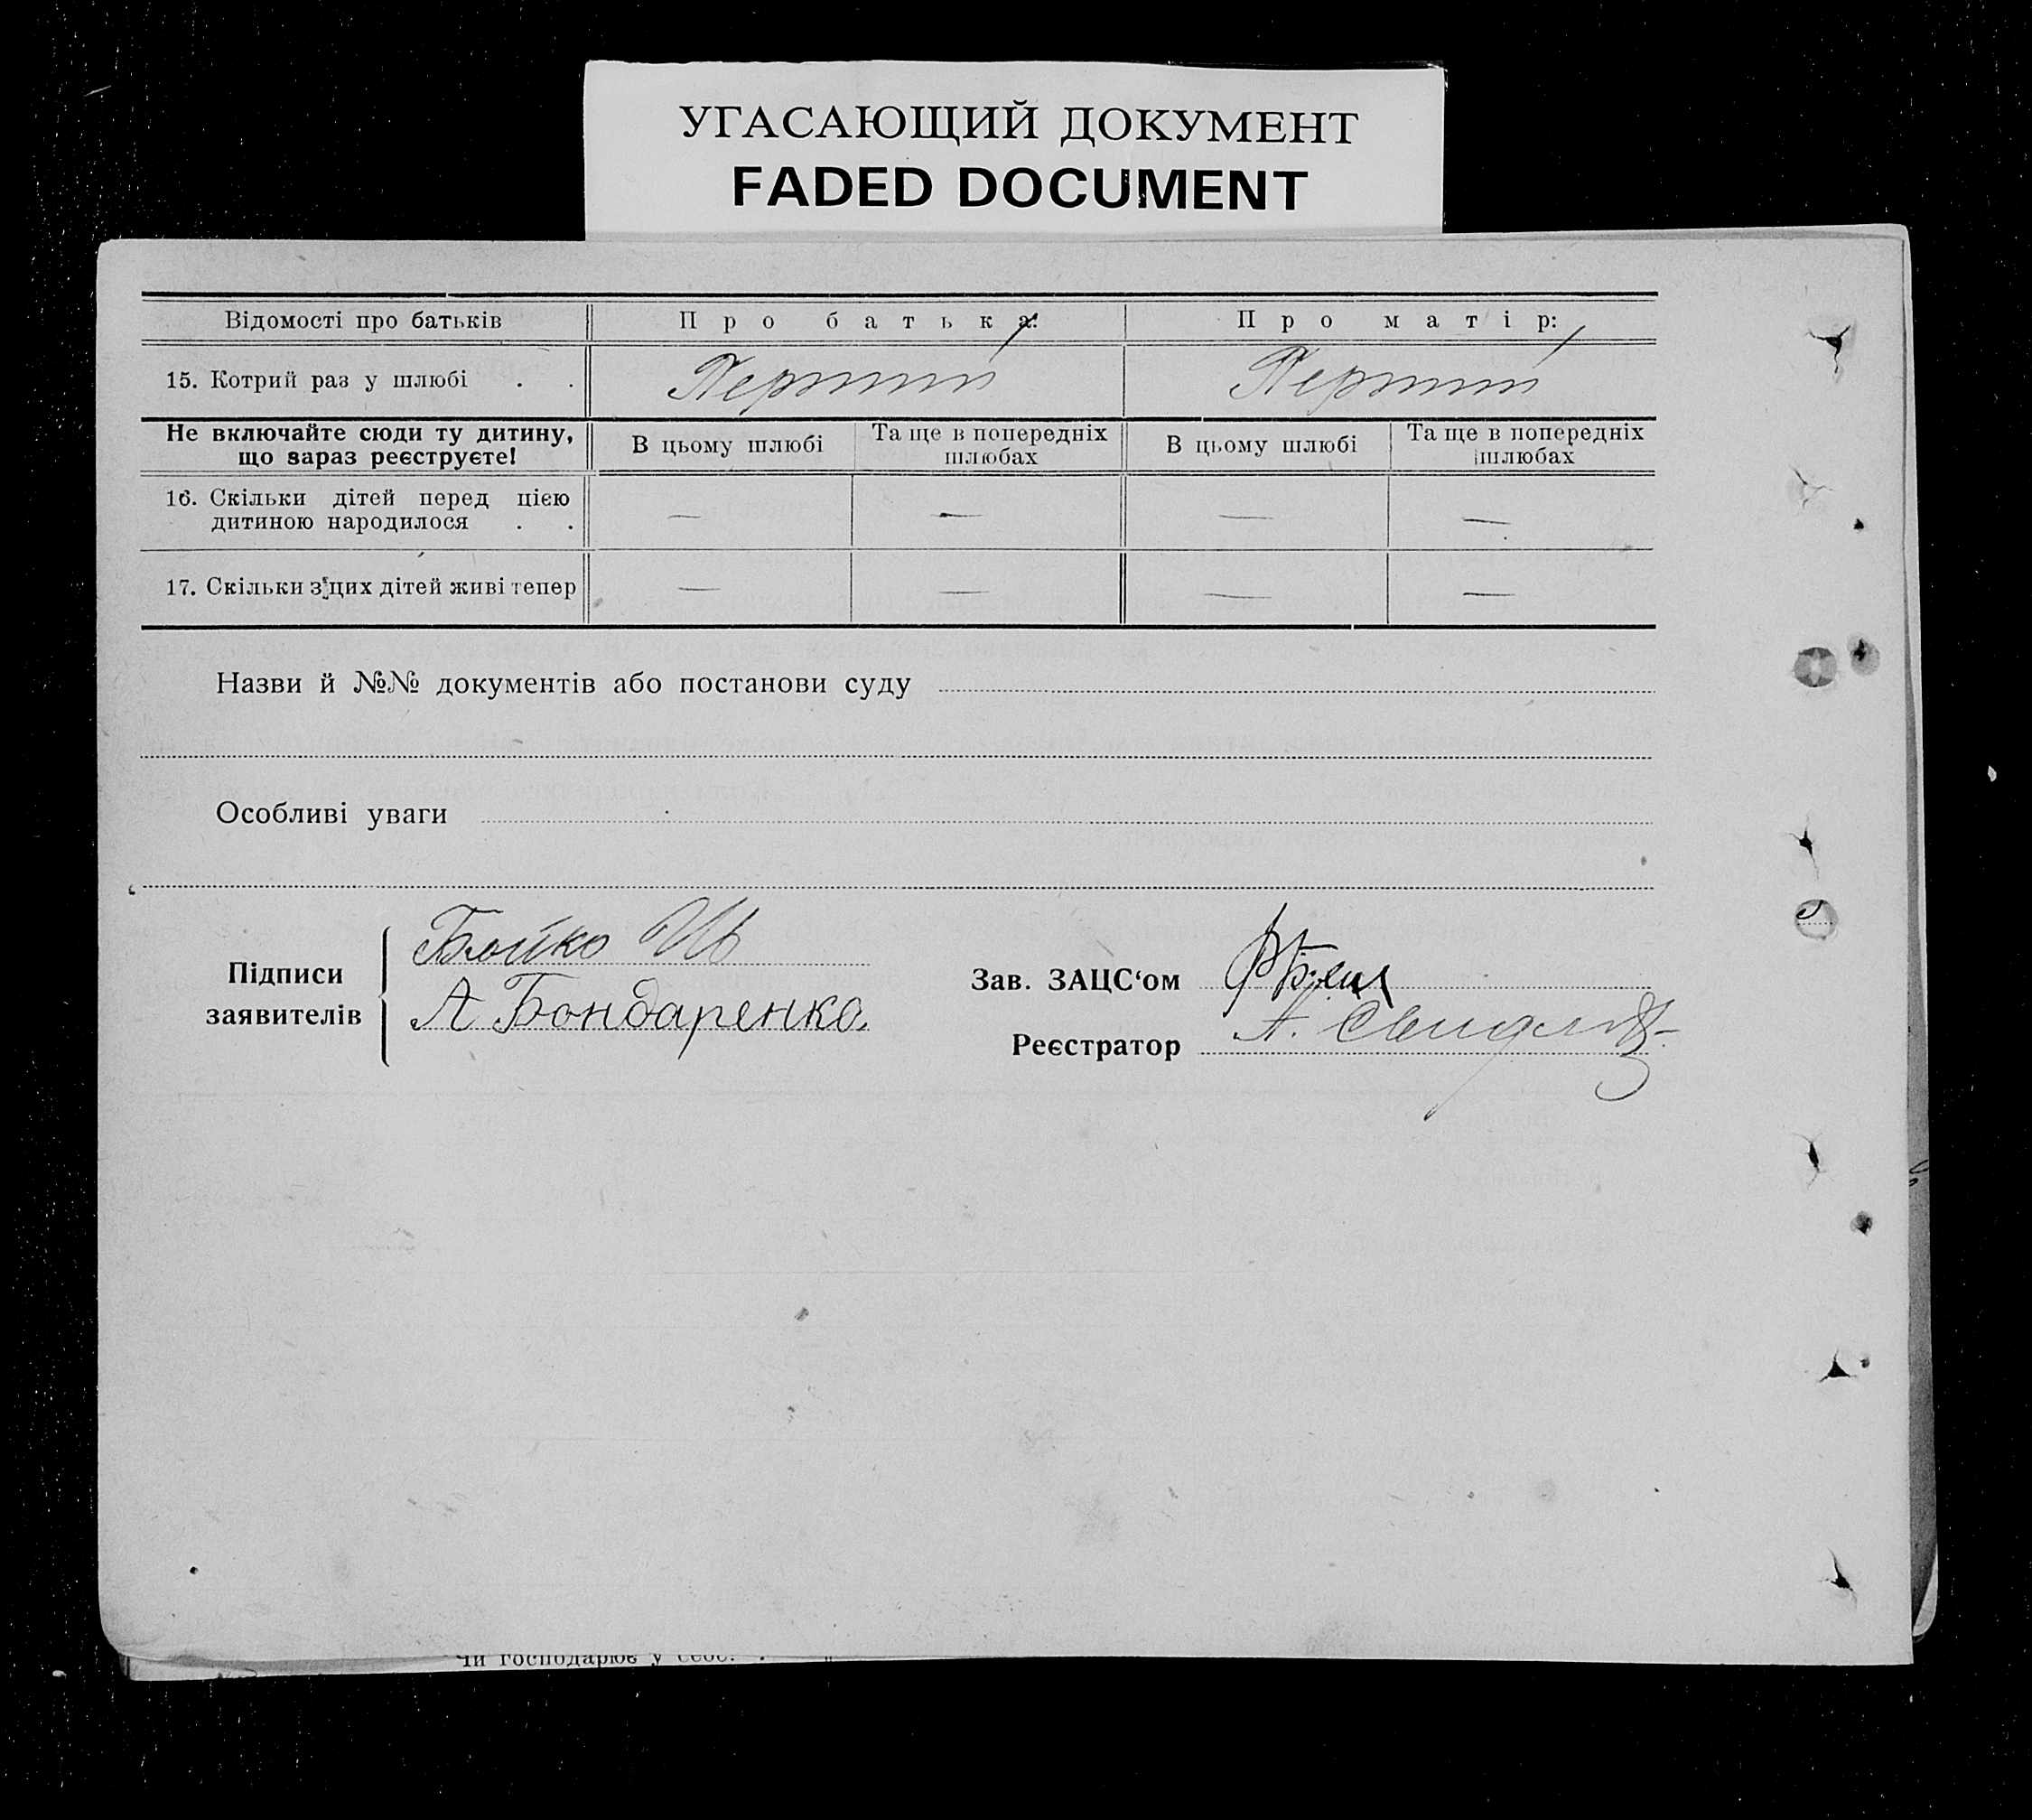 УГАСАЮЩИЙ ДОКУМЕНТ
FADED DOCUMENT
Відомості про батьків Про батька: Про матір:
15. Котрий раз у шлюбі . . Перший Перший
Не включайте сюди ту дитину, що зараз реєструєте! В цьому шлюбі Та ще в попередніх шлюбах В цьому шлюбі Та ще в попередніх шлюбах
16. Скільки дітей перед цією
дитиною народилося . . — — — —
17. Скільки з цих дітей живі тепер — — — —
Назви й №№ документів або постанови суду
Особливі уваги
Підписи заявителів
Бойко Ив
А Бондаренко.
Зав. ЗАЦС‘ом
Реєстратор А.
Чи господарює у себе? .